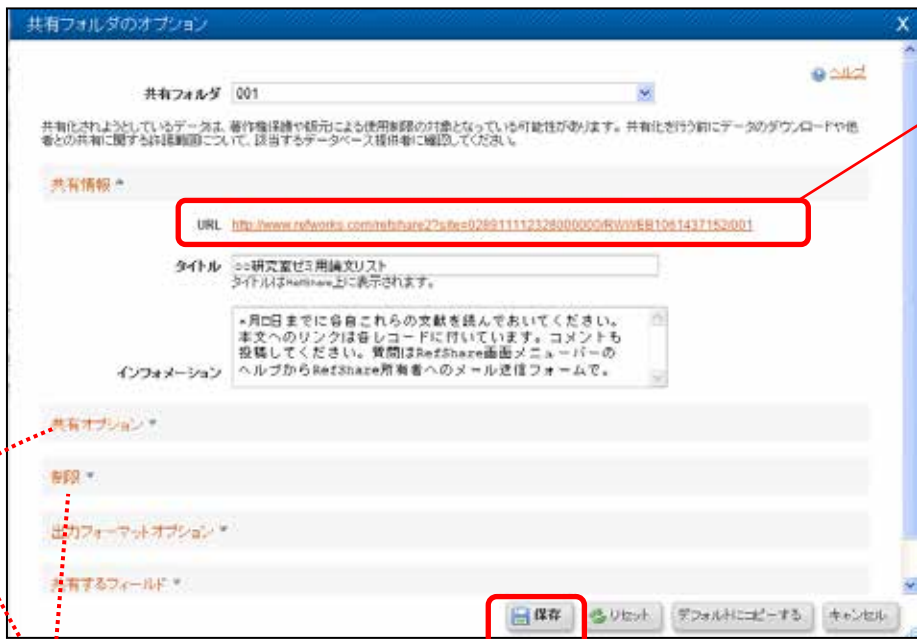 共有フォルダのオプション
X
ヘルプ
共有フォルダ 001
共有化されようとしているデータは、著作権保護や版元による使用制限の対象となっている可能性があります。共有化を行う前にデータのダウンロードや他
者との共有に関する許諾範囲について、該当するデータベース提供者に確認してください。
共有情報
URL http://www.refworks.com/refshare2?site=028911112328000000/RWWEB1061437152/001
タイトル ○○研究室ゼミ用論文リスト
タイトルはRefShare上に表示されます。
月□日までに各自これらの文献を読んでおいてください。
本文へのリンクは各レコードに付いています。コメントも
投稿してください。質問はRefShare画面メニューバーの
インフォメーション ヘルプからRefShare所有者へのメール送信フォームで。
共有オプション
制限
出力フォーマットオプション
共有するフィールド
保存 リセット デフォルトにコピーする キャンセル